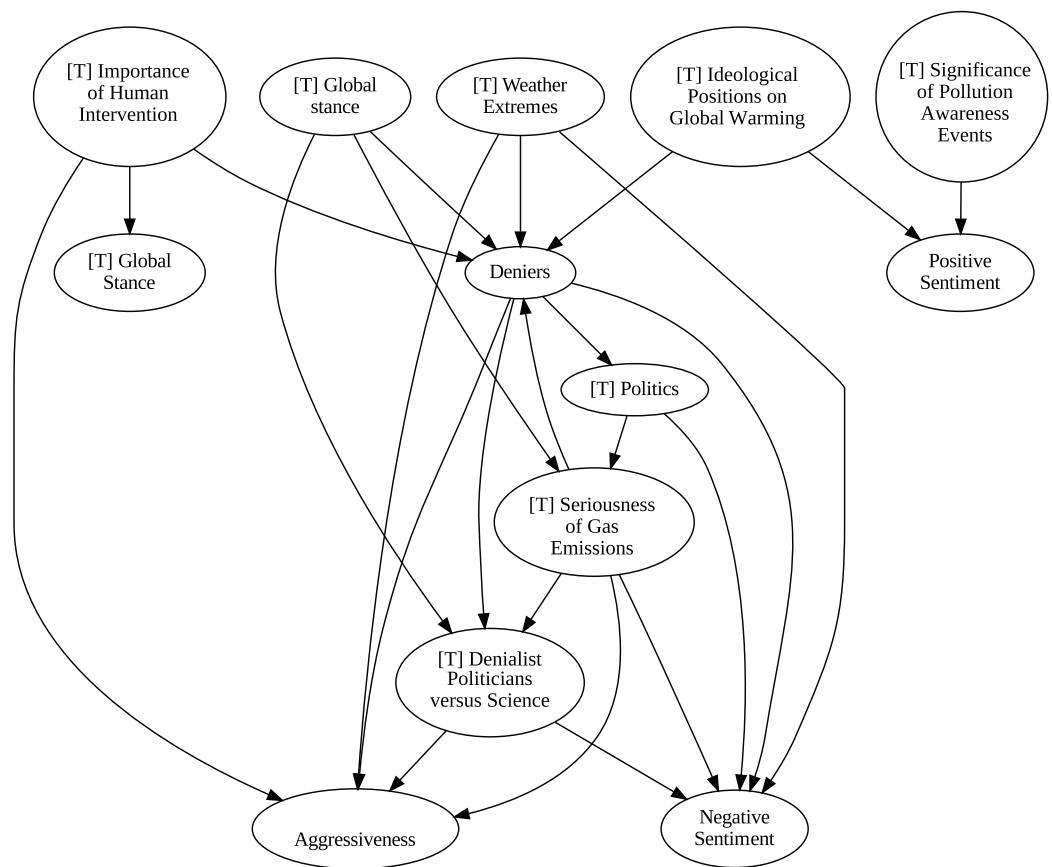 [T] Importance
of Human
Intervention
[T] Global
stance
[T] Weather
Extremes
[T] Ideological
Positions on
Global Warming
[T] Significance
of Pollution
Awareness
Events
[T] Global
Stance
Deniers
Positive
Sentiment
[T] Politics
[T] Seriousness
of Gas
Emissions
[T] Denialist
Politicians
versus Science
Aggressiveness
Negative
Sentiment